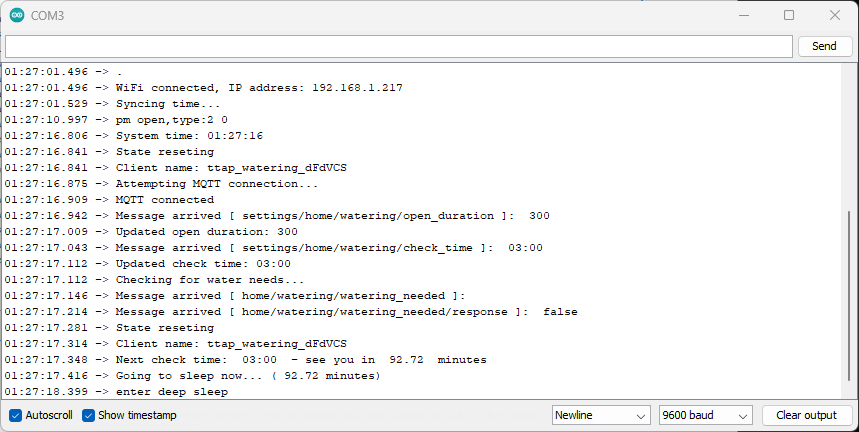 COM3
Send
01:27:01.496 -> .
01:27:01.496 -> WiFi connected, IP address: 192.168.1.217
01:27:01.529 -> Syncing time...
01:27:10.997 -> pm open,type:2 0
01:27:16.806 -> System time: 01:27:16
01:27:16.841 -> State reseting
01:27:16.841 -> Client name: ttap_watering_dFdVCS
01:27:16.875 -> Attempting MQTT connection...
01:27:16.909 -> MQTT connected
01:27:16.942 -> Message arrived [ settings/home/watering/open_duration ]:  300
01:27:17.009 -> Updated open duration: 300
01:27:17.043 -> Message arrived [ settings/home/watering/check_time ]:  03:00
01:27:17.112 -> Updated check time: 03:00
01:27:17.112 -> Checking for water needs...
01:27:17.146 -> Message arrived [ home/watering/watering_needed ]:
01:27:17.214 -> Message arrived [ home/watering/watering_needed/response ]:  false
01:27:17.281 -> State reseting
01:27:17.314 -> Client name: ttap_watering_dFdVCS
01:27:17.348 -> Next check time:  03:00  - see you in  92.72  minutes
01:27:17.416 -> Going to sleep now... ( 92.72 minutes)
01:27:18.399 -> enter deep sleep
Autoscroll Show timestamp Newline 9600 baud Clear output